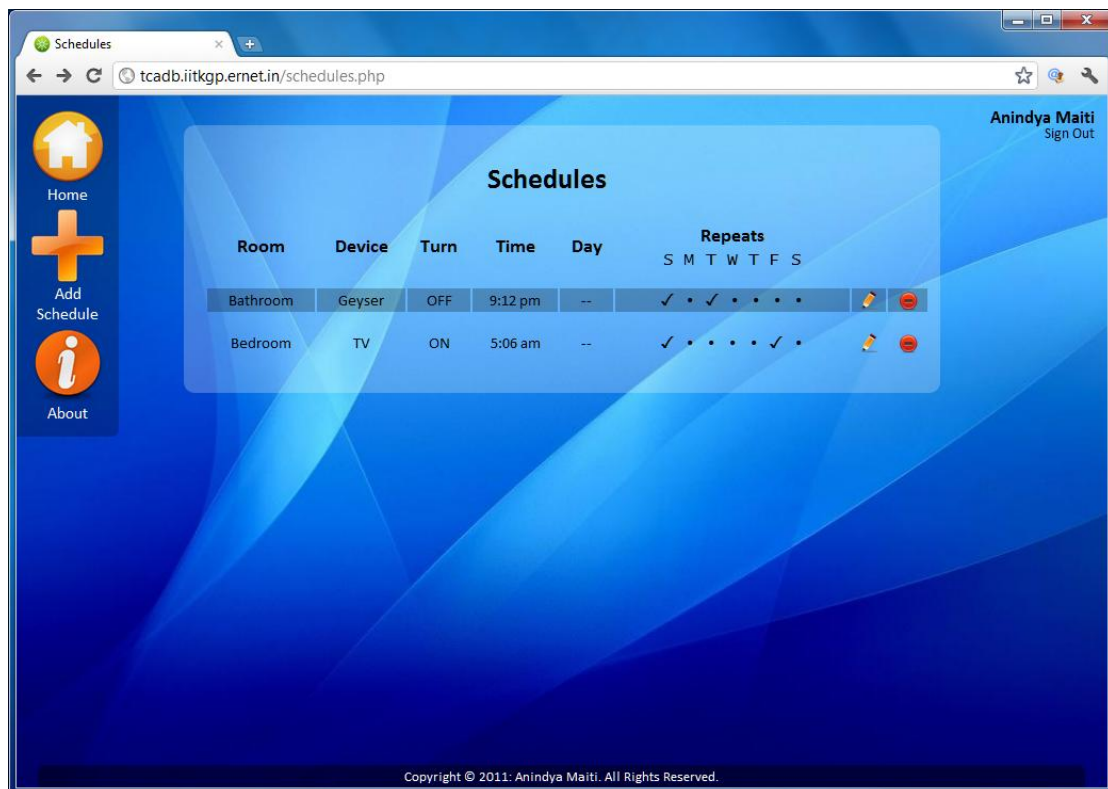 Schedules
tcadb.iitkgp.ernet.in/schedules.php
Anindya Maiti
Sign Out
Home
Add
Schedule
About
Schedules
Room Device Turn Time Day Repeats
S M T W T F S
Bathroom Geyser OFF 9:12 pm -- ✓ • ✓ • • • •
Bedroom TV ON 5:06 am -- ✓ • • • • ✓ •
Copyright © 2011: Anindya Maiti. All Rights Reserved.